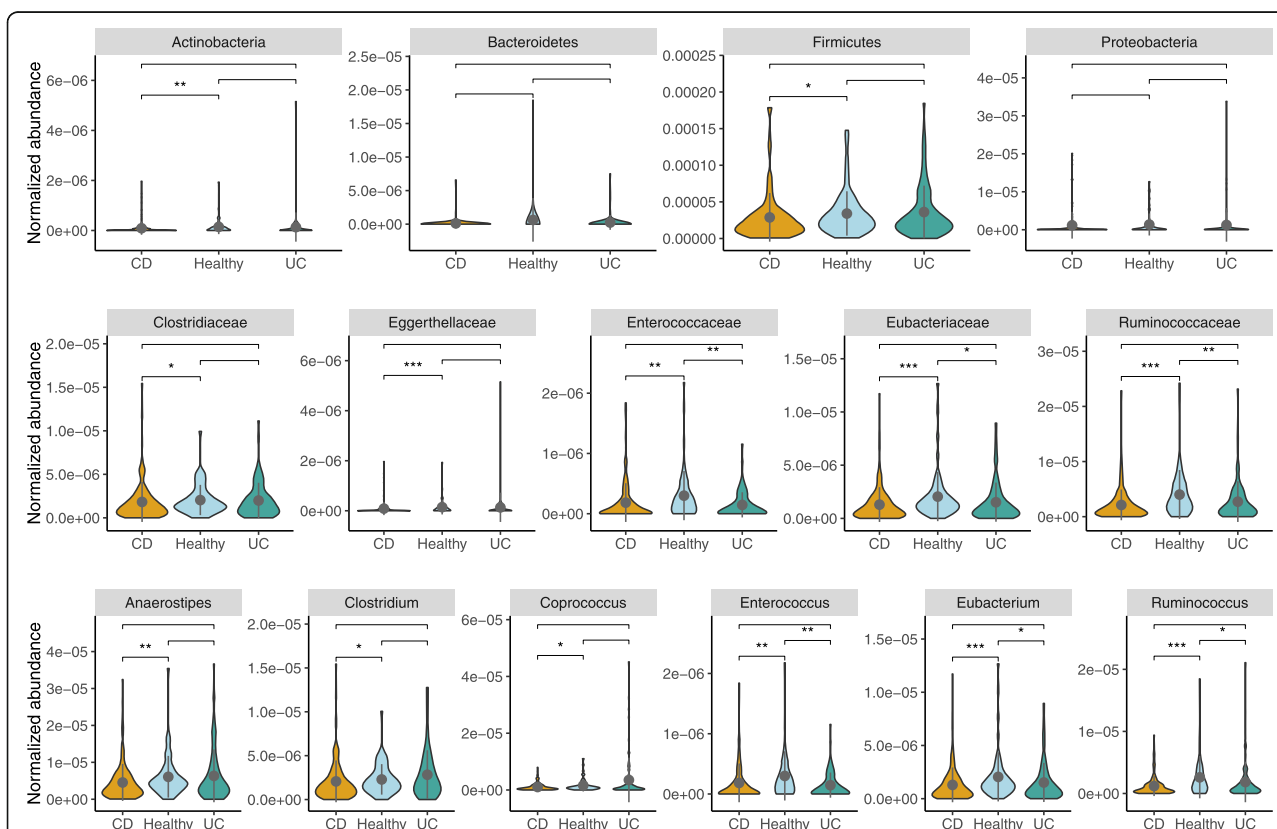 Actinobacteria Bacteroidetes Firmicutes Proteobacteria
Normalized abundance
6e−06
4e−06
2e−06
0e+00
**
CD Healthy UC
2.5e−05
2.0e−05
1.5e−05
1.0e−05
5.0e−06
0.0e+00
CD Healthy UC
0.00025
0.00020
0.00015
0.00010
0.00005
0.00000
*
CD Healthy UC
4e−05
3e−05
2e−05
1e−05
0e+00
CD Healthy UC
Clostridiaceae Eggerthellaceae Enterococcaceae Eubacteriaceae Ruminococcaceae
Normalized abundance
2.0e−05
1.5e−05
1.0e−05
5.0e−06
0.0e+00
*
CD Healthy UC
6e−06
4e−06
2e−06
0e+00
***
CD Healthy UC
2e−06
1e−06
0e+00
** **
CD Healthy UC
1.5e−05
1.0e−05
5.0e−06
0.0e+00
*** *
CD Healthy UC
3e−05
2e−05
1e−05
0e+00
*** **
CD Healthy UC
Anaerostipes Clostridium Coprococcus Enterococcus Eubacterium Ruminococcus
Normalized abundance
4e−05
3e−05
2e−05
1e−05
0e+00
**
CD Healthy UC
2.0e−05
1.5e−05
1.0e−05
5.0e−06
0.0e+00
*
CD Healthy UC
6e−05
4e−05
2e−05
0e+00
*
CD Healthy UC
2e−06
1e−06
0e+00
** **
CD Healthy UC
1.5e−05
1.0e−05
5.0e−06
0.0e+00
*** *
CD Healthy UC
2e−05
1e−05
0e+00
*** *
CD Healthy UC